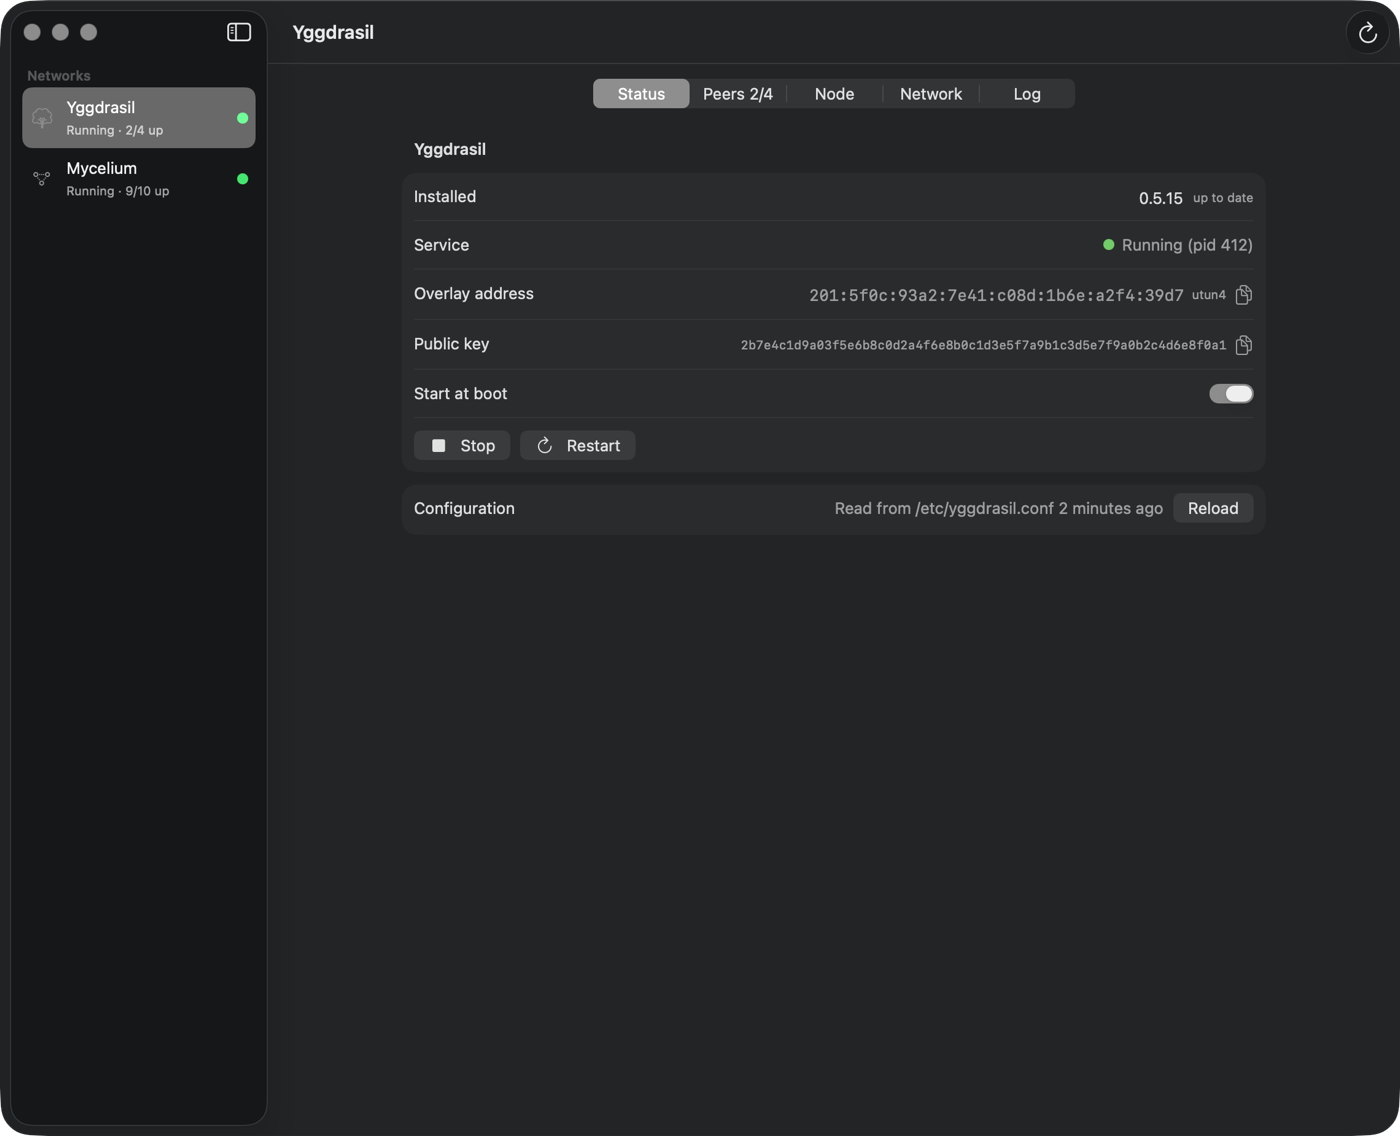 Yggdrasil
Networks
Yggdrasil
Running · 2/4 up
Mycelium
Running · 9/10 up
Status
Peers 2/4
Node
Network
Log
Yggdrasil
Installed 0.5.15 up to date
Service Running (pid 412)
Overlay address 201:5f0c:93a2:7e41:c08d:1b6e:a2f4:39d7 utun4
Public key 2b7e4c1d9a03f5e6b8c0d2a4f6e8b0c1d3e5f7a9b1c3d5e7f9a0b2c4d6e8f0a1
Start at boot
Stop Restart
Configuration Read from /etc/yggdrasil.conf 2 minutes ago Reload